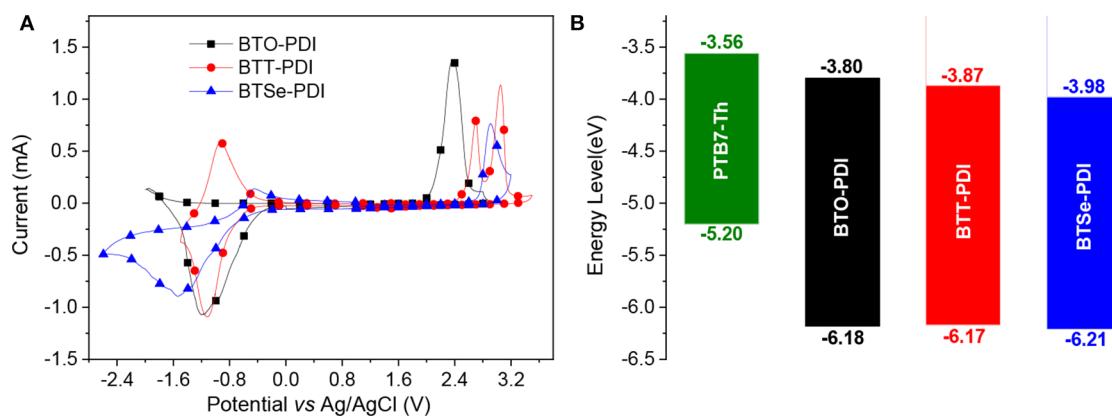 A
BTO-PDI
BTT-PDI
BTSe-PDI
1.5
1.0
0.5
0.0
-0.5
-1.0
-1.5
Current (mA)
-2.4 -1.6 -0.8 0.0 0.8 1.6 2.4 3.2
Potential vs Ag/AgCl (V)
B
-3.5
-4.0
-4.5
-5.0
-5.5
-6.0
-6.5
Energy Level(eV)
-3.56
PTB7-Th
-5.20
-3.80
BTO-PDI
-6.18
-3.87
BTT-PDI
-6.17
-3.98
BTSe-PDI
-6.21